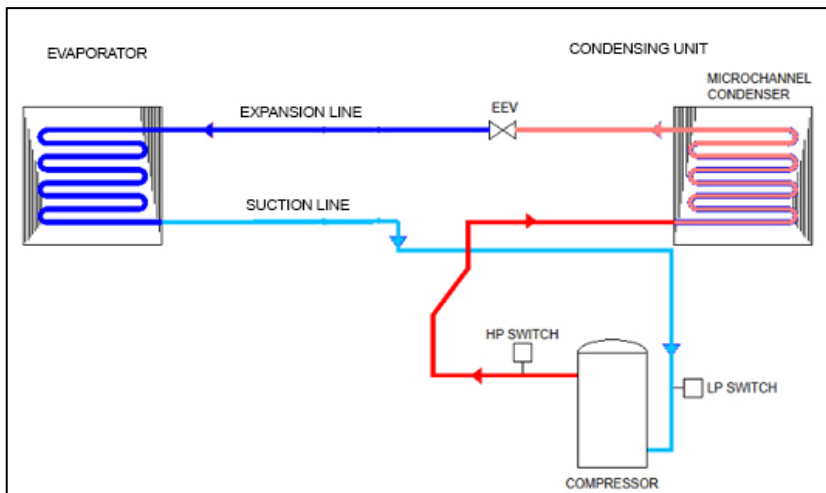 EVAPORATOR
CONDENSING UNIT
MICROCHANNEL
CONDENSER
EXPANSION LINE
EEV
SUCTION LINE
HP SWITCH
LP SWITCH
COMPRESSOR